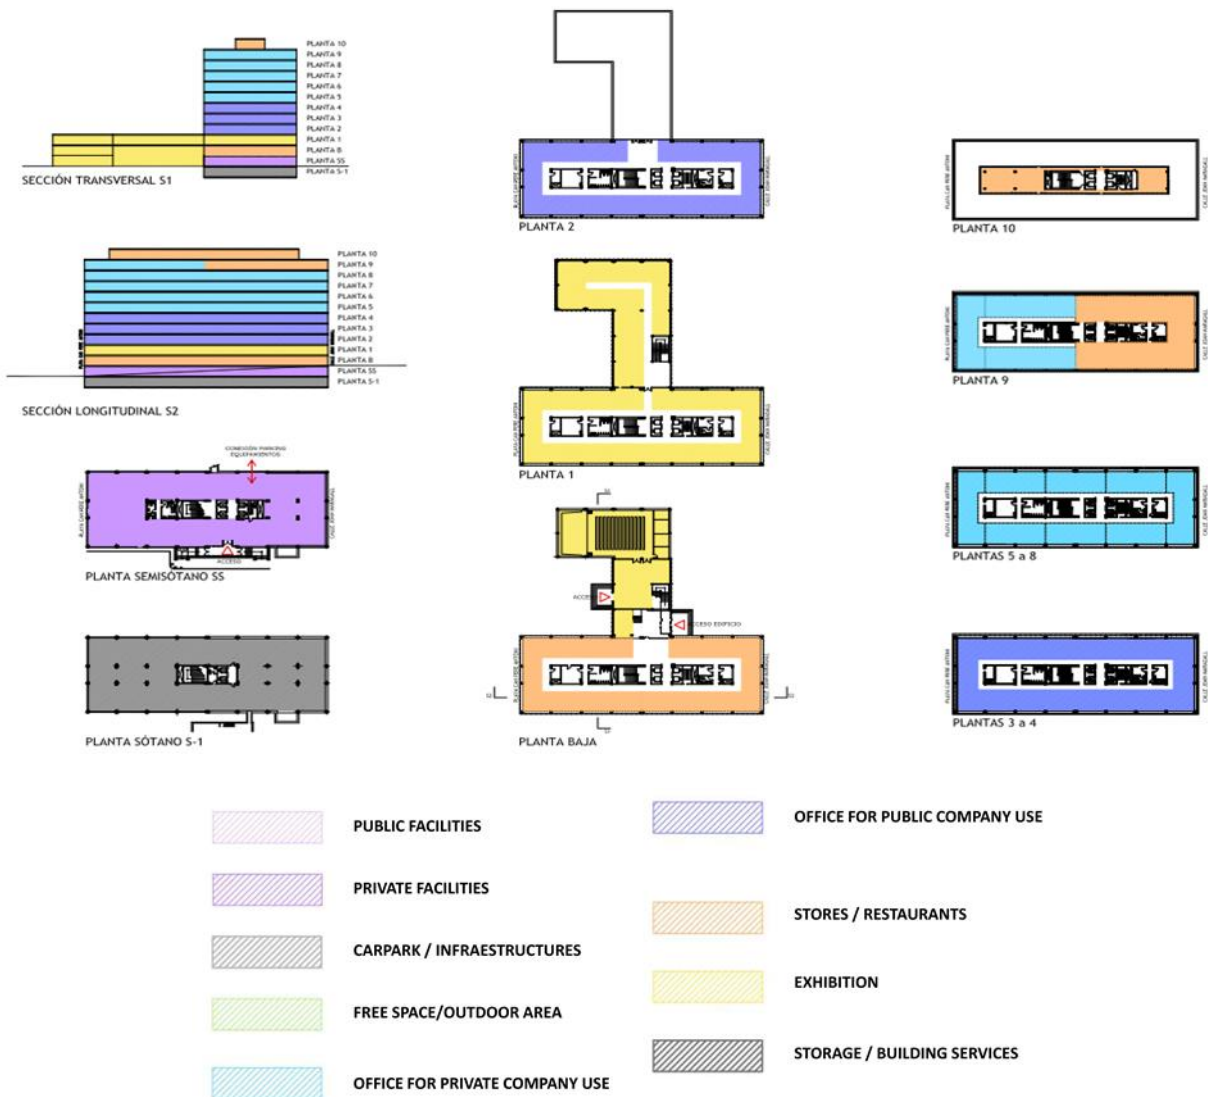 PLANTA 10
PLANTA 9
PLANTA 8
PLANTA 7
PLANTA 6
PLANTA 5
PLANTA 4
PLANTA 3
PLANTA 2
PLANTA 1
PLANTA B
PLANTA SS
PLANTA S-1
SECCIÓN TRANSVERSAL S1
PLANTA 10
PLANTA 9
PLANTA 8
PLANTA 7
PLANTA 6
PLANTA 5
PLANTA 4
PLANTA 3
PLANTA 2
PLANTA 1
PLANTA B
PLANTA SS
PLANTA S-1
SECCIÓN LONGITUDINAL S2
CONEXIÓN PARKING
EQUIPAMIENTOS
ACCESO
PLANTA SEMISÓTANO SS
PLANTA SÓTANO S-1
PLANTA 2
PLANTA 1
ACCESO
ACCESO EDIFICIO
PLANTA BAJA
PLANTA 10
PLANTA 9
PLANTAS 5 a 8
PLANTAS 3 a 4
PUBLIC FACILITIES
PRIVATE FACILITIES
CARPARK / INFRAESTRUCTURES
FREE SPACE/OUTDOOR AREA
OFFICE FOR PRIVATE COMPANY USE
OFFICE FOR PUBLIC COMPANY USE
STORES / RESTAURANTS
EXHIBITION
STORAGE / BUILDING SERVICES